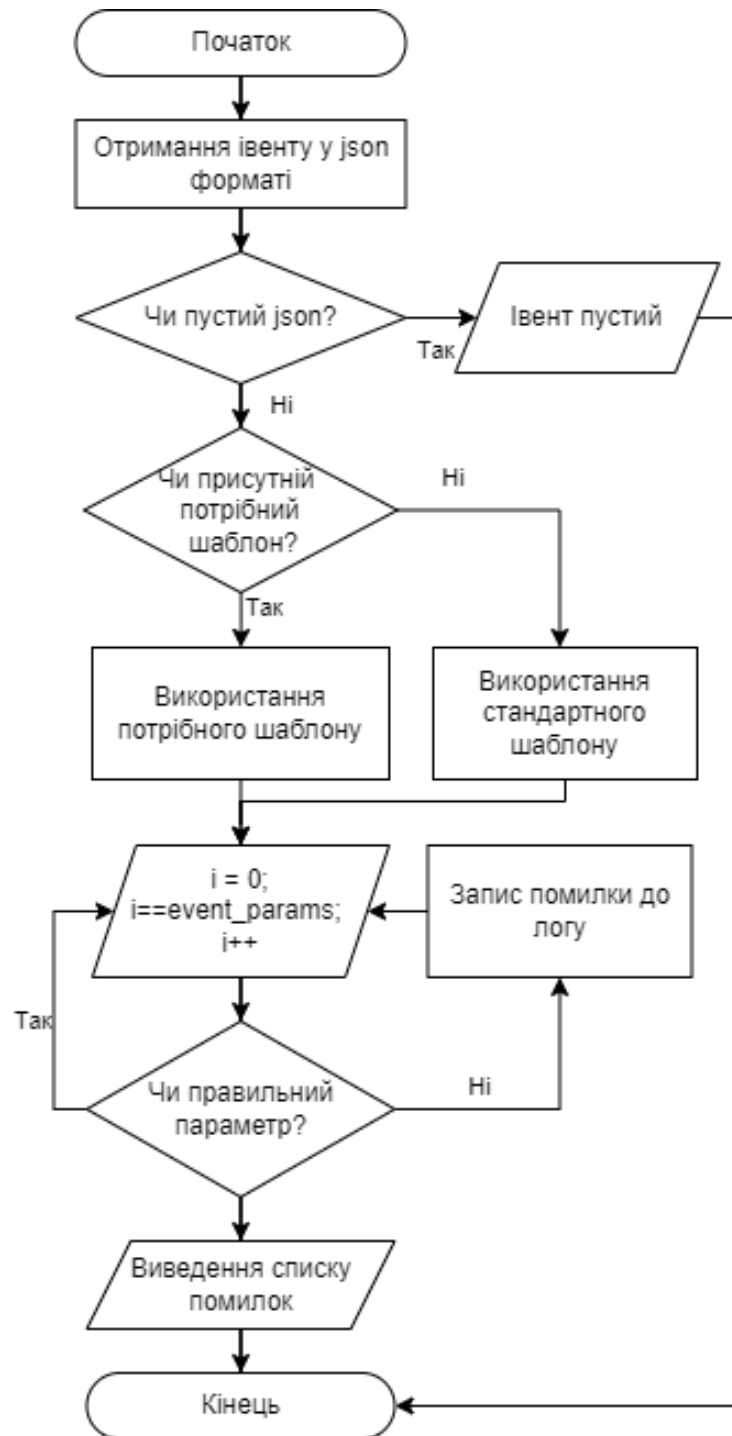 Початок
Отримання івенту у json
форматі
Чи пустий json?
Так
Івент пустий
Ні
Чи присутній
потрібний
шаблон?
Ні
Так
Використання
потрібного шаблону
Використання
стандартного
шаблону
i = 0;
i==event_params;
i++
Запис помилки до
логу
Так
Чи правильний
параметр?
Ні
Виведення списку
помилок
Кінець